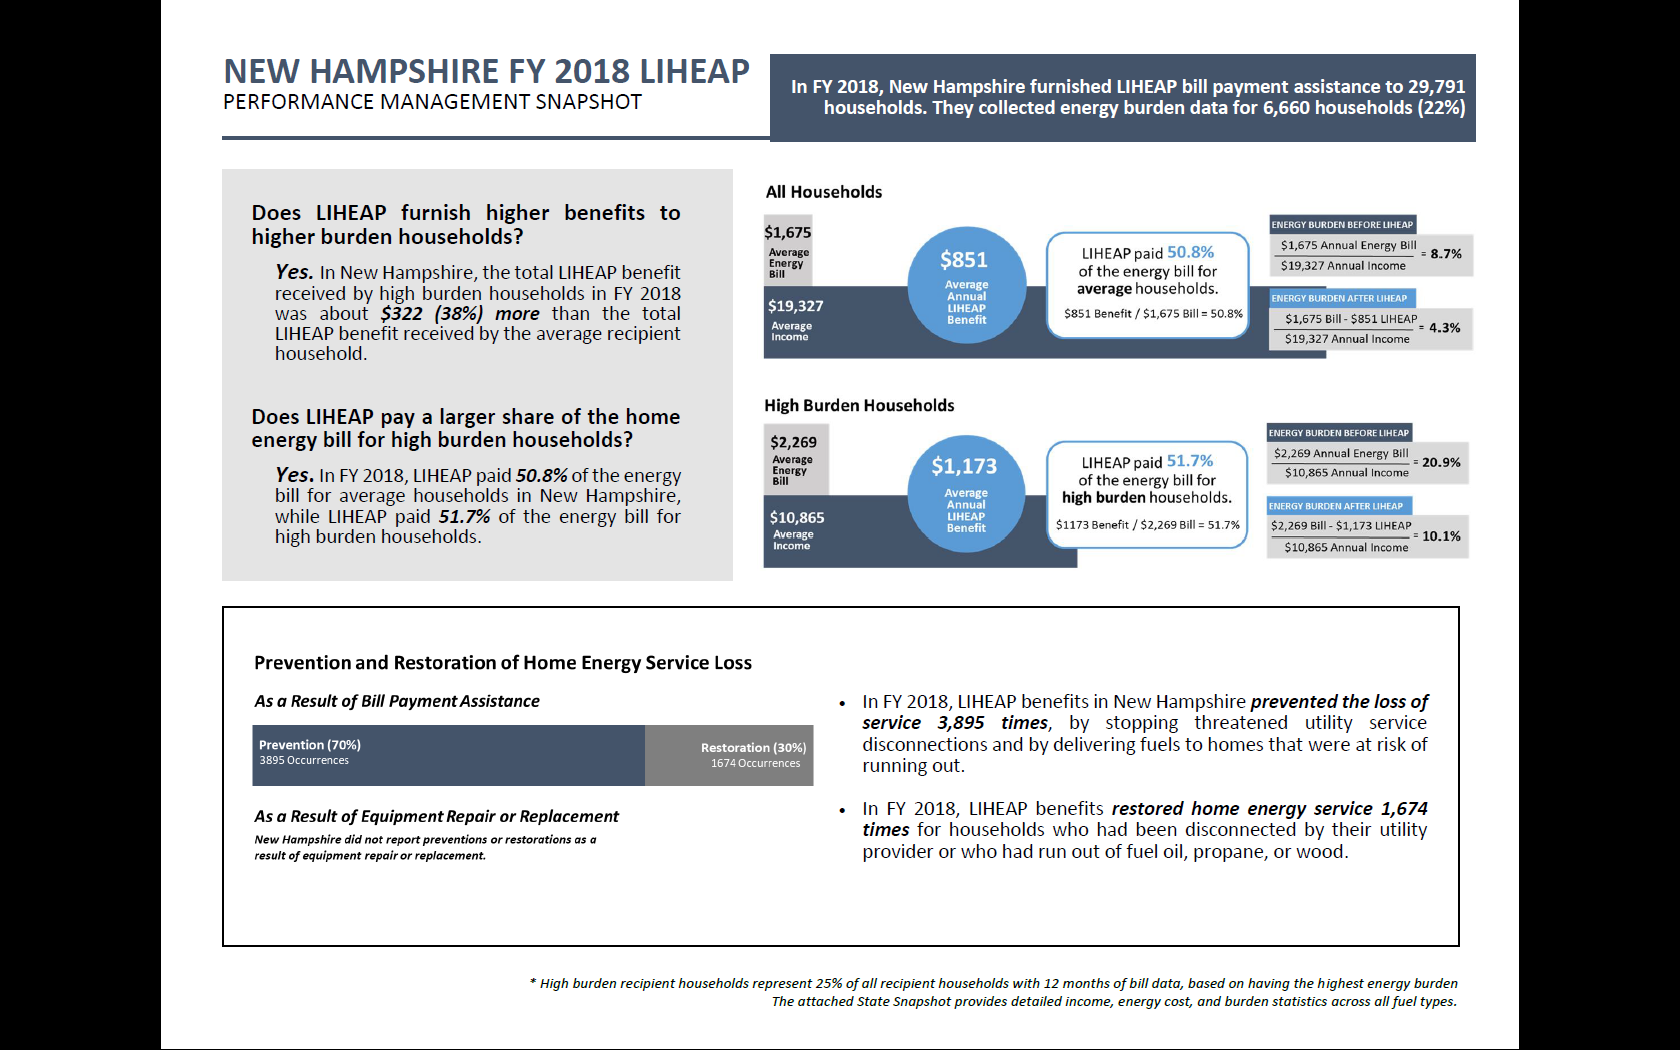 NEW HAMPSHIRE FY 2018 LIHEAP
PERFORMANCE MANAGEMENT SNAPSHOT
In FY 2018, New Hampshire furnished LIHEAP bill payment assistance to 29,791
households. They collected energy burden data for 6,660 households (22%)
Does LIHEAP furnish higher benefits to
higher burden households?
Yes. In New Hampshire, the total LIHEAP benefit
received by high burden households in FY 2018
was about $322 (38%) more than the total
LIHEAP benefit received by the average recipient
household.
Does LIHEAP pay a larger share of the home
energy bill for high burden households?
Yes. In FY 2018, LIHEAP paid 50.8% of the energy
bill for average households in New Hampshire,
while LIHEAP paid 51.7% of the energy bill for
high burden households.
All Households
$1,675
Average
Energy
Bill
$19,327
Average
Income
$851
Average
Annual
LIHEAP
Benefit
LIHEAP paid 50.8%
of the energy bill for
average households.
$851 Benefit / $1,675 Bill = 50.8%
ENERGY BURDEN BEFORE LIHEAP
$1,675 Annual Energy Bill
$19,327 Annual Income
= 8.7%
ENERGY BURDEN AFTER LIHEAP
$1,675 Bill - $851 LIHEAP
$19,327 Annual Income
= 4.3%
High Burden Households
$2,269
Average
Energy
Bill
$10,865
Average
Income
$1,173
Average
Annual
LIHEAP
Benefit
LIHEAP paid 51.7%
of the energy bill for
high burden households.
$1173 Benefit / $2,269 Bill = 51.7%
ENERGY BURDEN BEFORE LIHEAP
$2,269 Annual Energy Bill
$10,865 Annual Income
= 20.9%
ENERGY BURDEN AFTER LIHEAP
$2,269 Bill - $1,173 LIHEAP
$10,865 Annual Income
= 10.1%
Prevention and Restoration of Home Energy Service Loss
As a Result of Bill Payment Assistance
Prevention (70%)
3895 Occurrences
Restoration (30%)
1674 Occurrences
As a Result of Equipment Repair or Replacement
New Hampshire did not report preventions or restorations as a
result of equipment repair or replacement.
• In FY 2018, LIHEAP benefits in New Hampshire prevented the loss of
service 3,895 times, by stopping threatened utility service
disconnections and by delivering fuels to homes that were at risk of
running out.
• In FY 2018, LIHEAP benefits restored home energy service 1,674
times for households who had been disconnected by their utility
provider or who had run out of fuel oil, propane, or wood.
* High burden recipient households represent 25% of all recipient households with 12 months of bill data, based on having the highest energy burden
The attached State Snapshot provides detailed income, energy cost, and burden statistics across all fuel types.